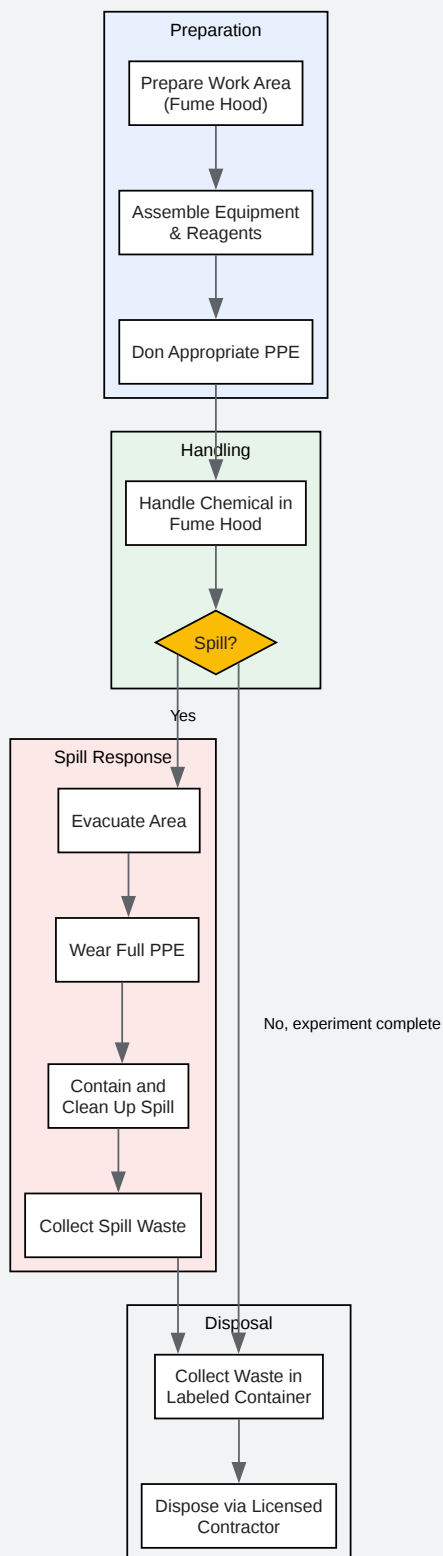 Preparation
Prepare Work Area
(Fume Hood)
Assemble Equipment
& Reagents
Don Appropriate PPE
Handling
Handle Chemical in
Fume Hood
Spill?
Yes
Spill Response
Evacuate Area
Wear Full PPE
No, experiment complete
Contain and
Clean Up Spill
Collect Spill Waste
Disposal
Collect Waste in
Labeled Container
Dispose via Licensed
Contractor